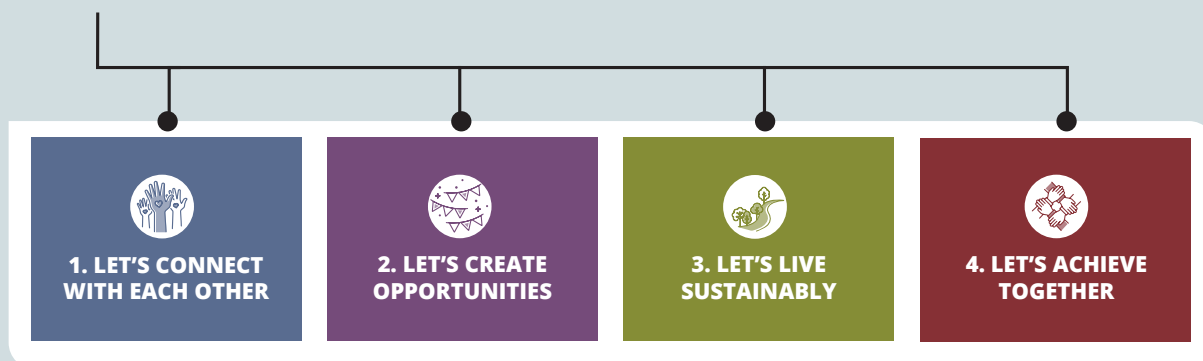 1. LET’S CONNECT
WITH EACH OTHER
2. LET’S CREATE
OPPORTUNITIES
3. LET’S LIVE
SUSTAINABLY
4. LET’S ACHIEVE
TOGETHER